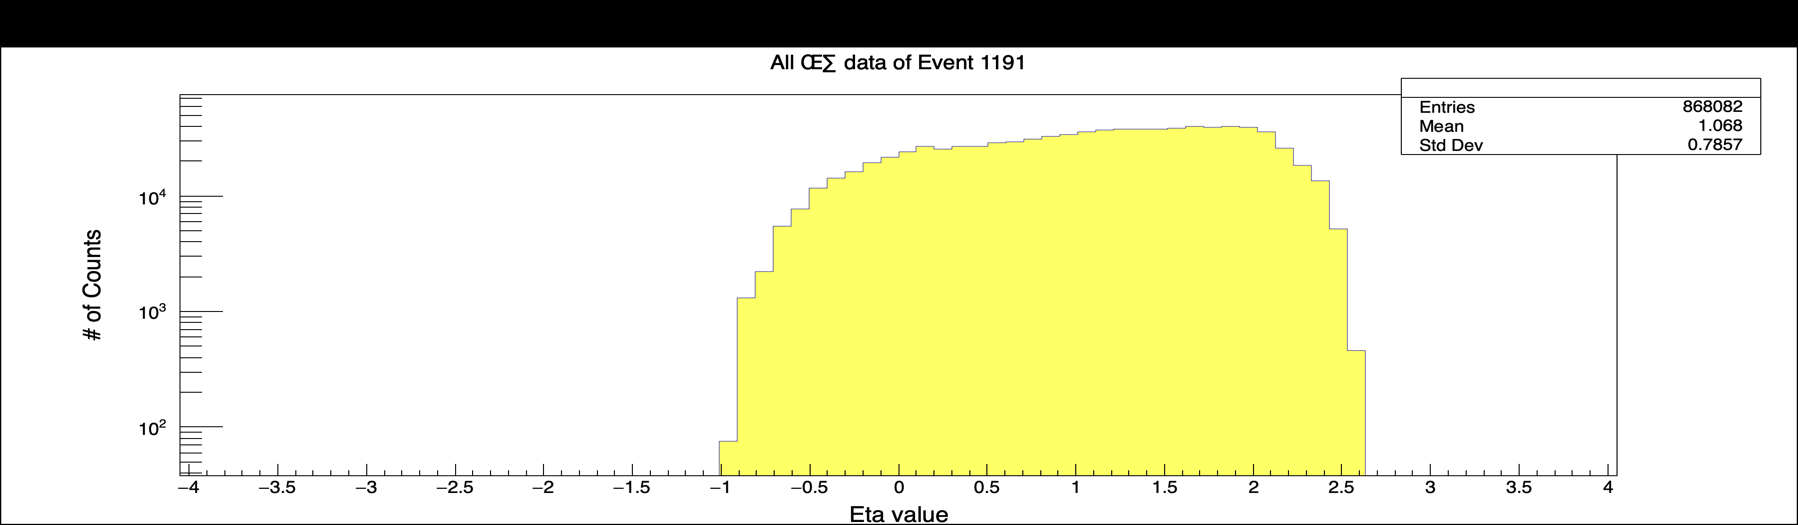 All ŒΣ data of Event 1191
Entries 868082
Mean 1.068
Std Dev 0.7857
# of Counts
10⁴
10³
10²
−4 −3.5 −3 −2.5 −2 −1.5 −1 −0.5 0 0.5 1 1.5 2 2.5 3 3.5 4
Eta value